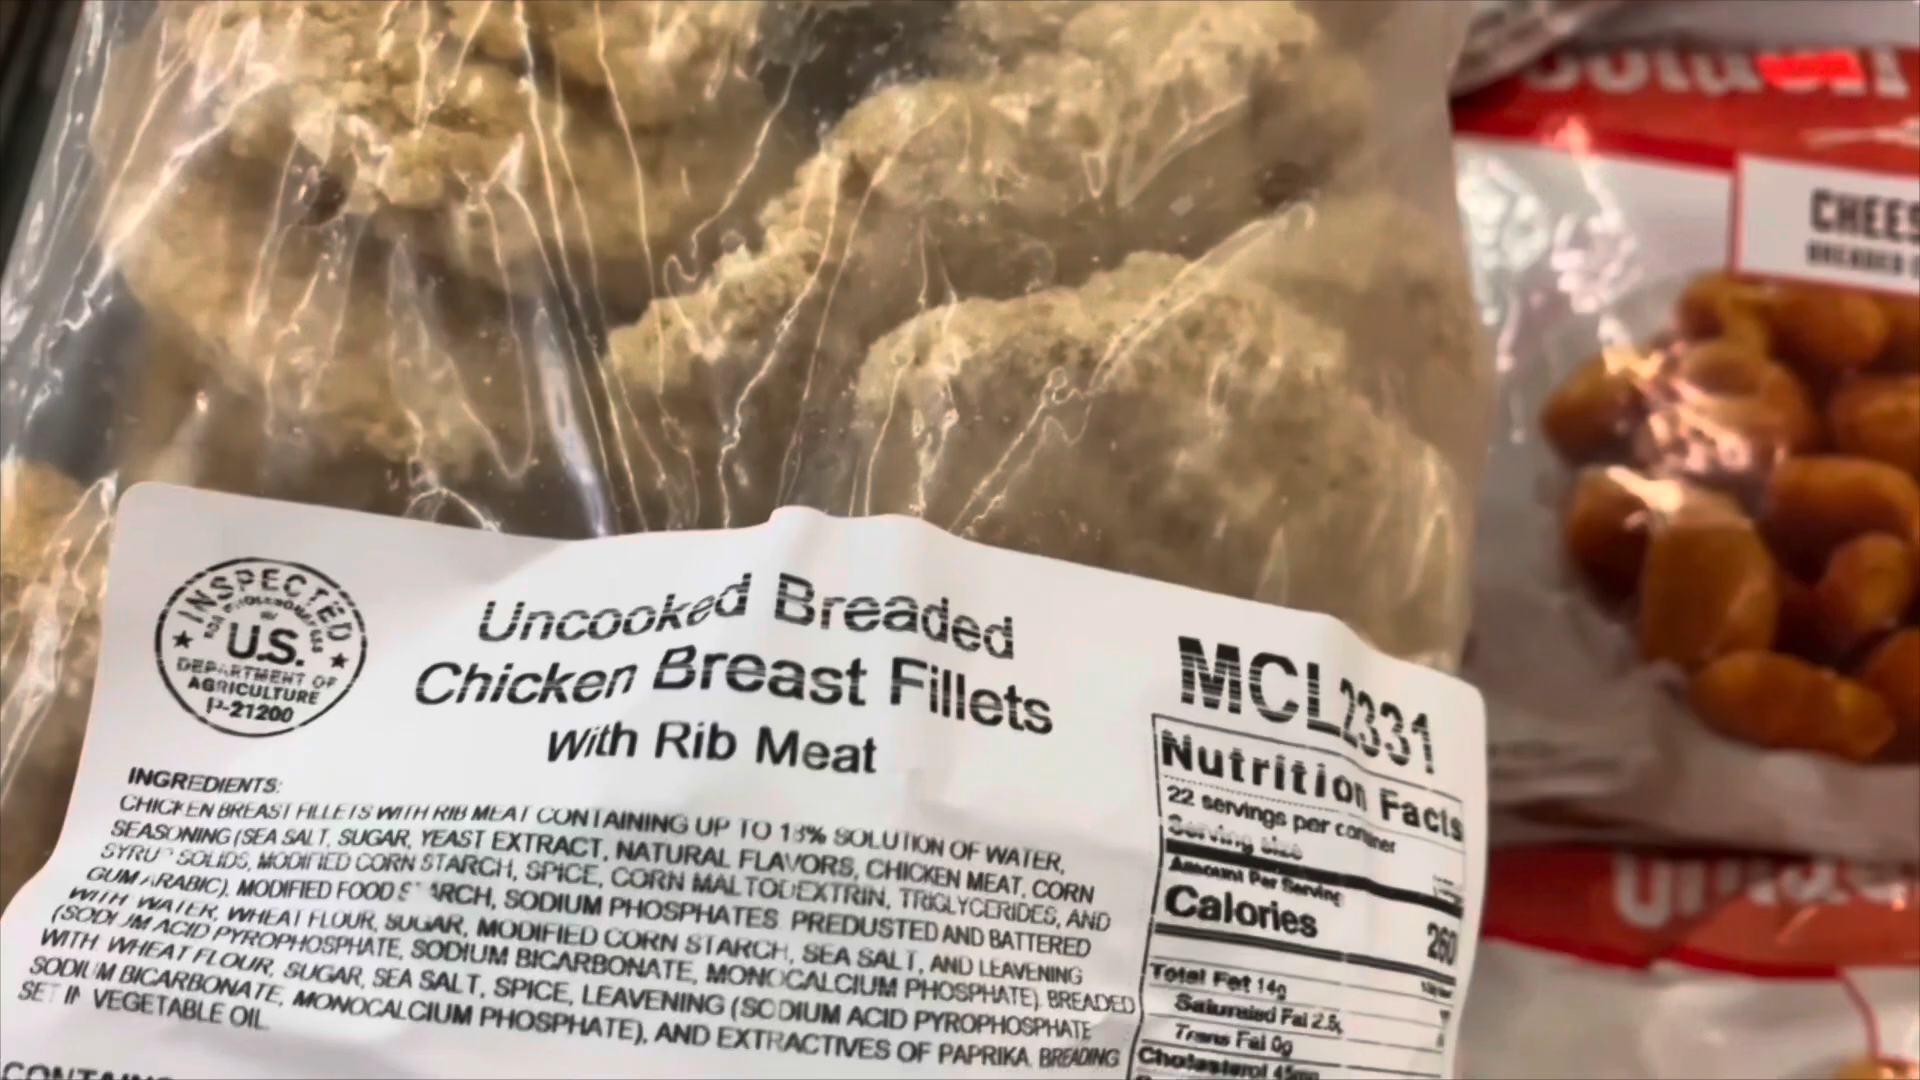 CHEES
INSPECTED
U.S.
DEPARTMENT OF
AGRICULTURE
P-21200
Uncooked Breaded
Chicken Breast Fillets
with Rib Meat
MCL2331
INGREDIENTS:
CHICKEN BREAST FILLETS WITH RIB MEAT CONTAINING UP TO 18% SOLUTION OF WATER,
SEASONING (SEA SALT, SUGAR, YEAST EXTRACT, NATURAL FLAVORS, CHICKEN MEAT, CORN
SYRUP SOLIDS, MODIFIED CORN STARCH, SPICE, CORN MALTODEXTRIN, TRIGLYCERIDES, AND
GUM ARABIC), MODIFIED FOOD STARCH, SODIUM PHOSPHATES. PREDUSTED AND BATTERED
WITH WATER, WHEAT FLOUR, SUGAR, MODIFIED CORN STARCH, SEA SALT, AND LEAVENING
(SODIUM ACID PYROPHOSPHATE, SODIUM BICARBONATE, MONOCALCIUM PHOSPHATE). BREADED
WITH WHEAT FLOUR, SUGAR, SEA SALT, SPICE, LEAVENING (SODIUM ACID PYROPHOSPHATE,
SODIUM BICARBONATE, MONOCALCIUM PHOSPHATE), AND EXTRACTIVES OF PAPRIKA. BREADING
SET IN VEGETABLE OIL.
Nutrition Facts
22 servings per container
Serving size
Amount Per Serving
Calories 260
Total Fat 14g
Saturated Fat 2.5g
Trans Fat 0g
Cholesterol 45mg